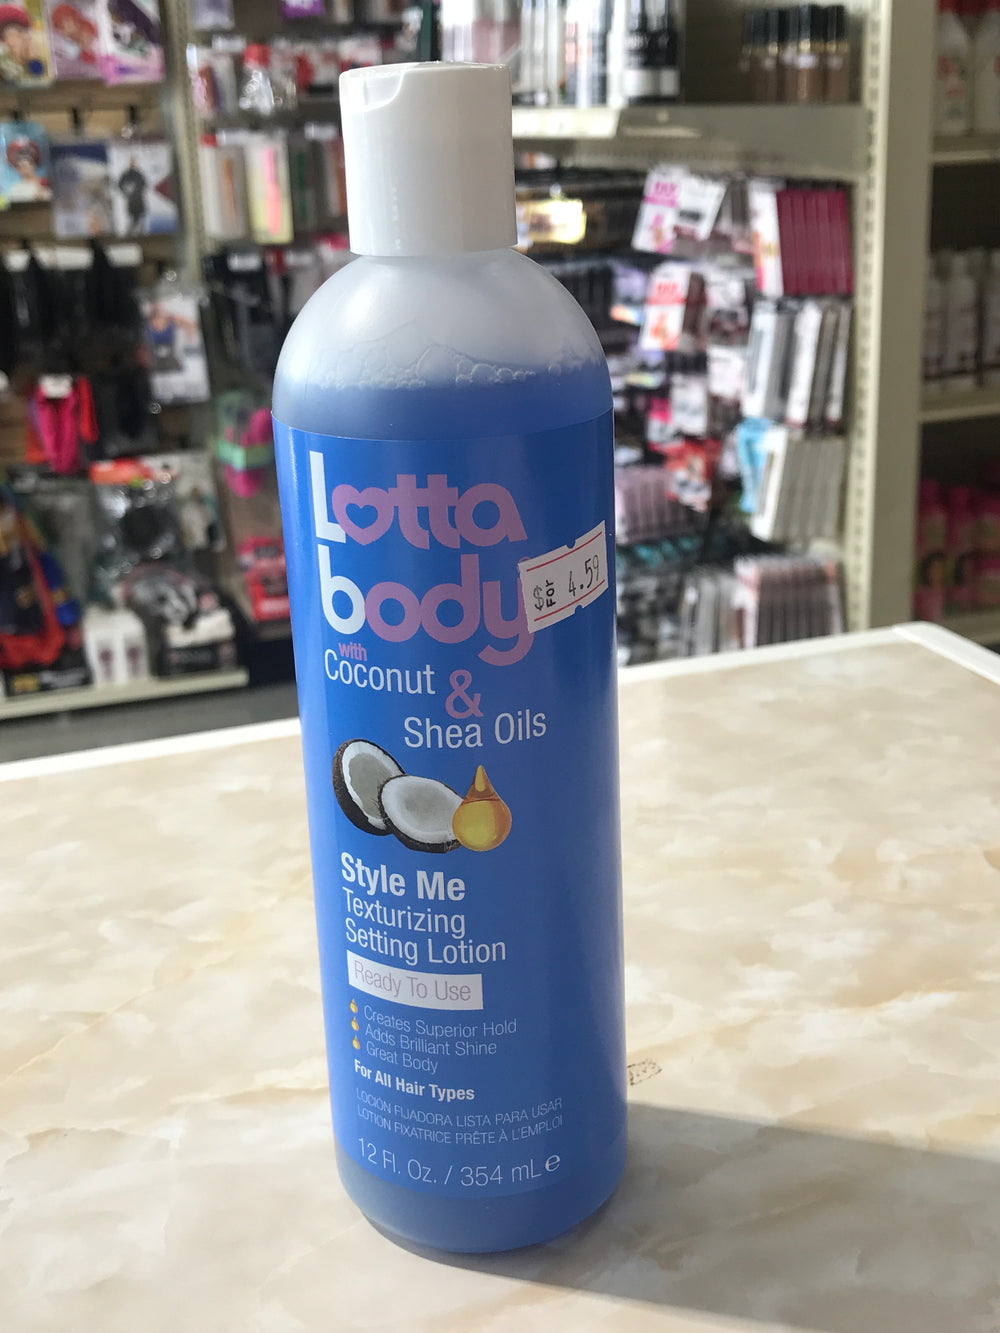 Lotta
body
$ FOR 4.59
with
Coconut &
Shea Oils
Style Me
Texturizing
Setting Lotion
Ready To Use
Creates Superior Hold
Adds Brilliant Shine
Great Body
For All Hair Types
LOCIÓN FIJADORA LISTA PARA USAR
LOTION FIXATRICE PRÊTE À L'EMPLOI
12 Fl. Oz. / 354 mL e